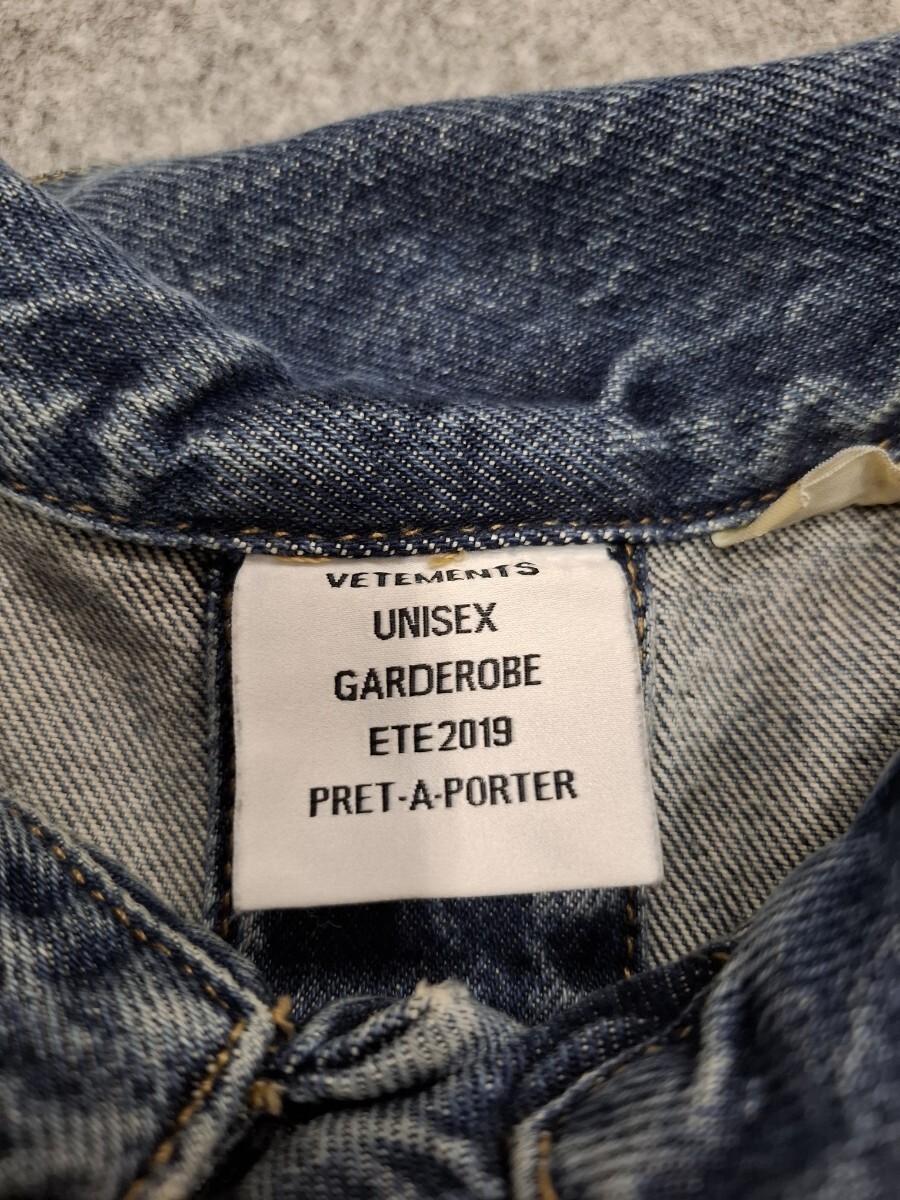 VETEMENTS
UNISEX
GARDEROBE
ETE2019
PRET-A-PORTER